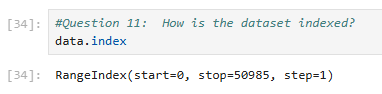 [34]: #Question 11: How is the dataset indexed?
data.index
[34]: RangeIndex(start=0, stop=50985, step=1)